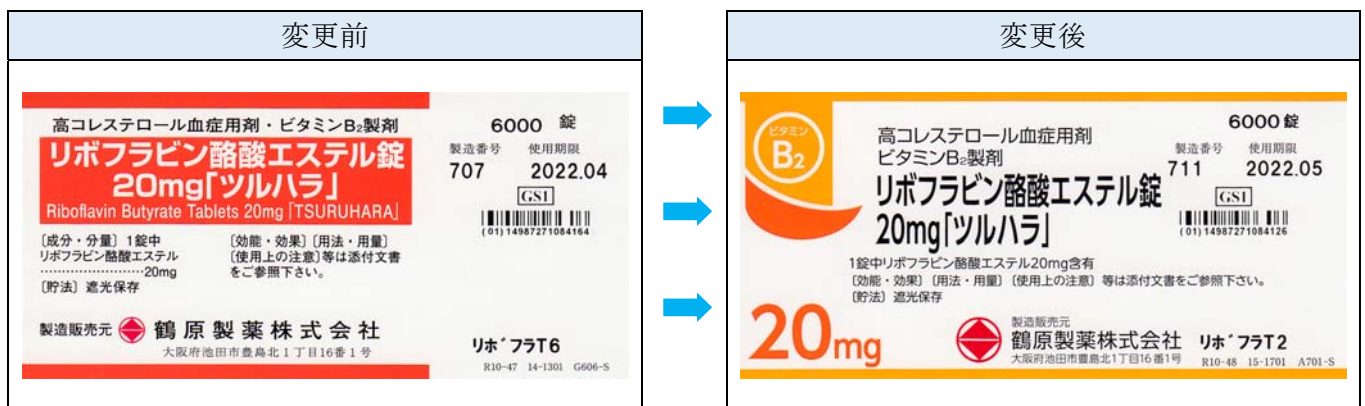 変更前
高コレステロール血症用剤・ビタミンB₂製剤
リボフラビン酪酸エステル錠
20mg「ツルハラ」
Riboflavin Butyrate Tablets 20mg「TSURUHARA」
〔成分・分量〕1錠中
リボフラビン酪酸エステル
························20mg
〔貯法〕遮光保存
〔効能・効果〕〔用法・用量〕
〔使用上の注意〕等は添付文書
をご参照下さい。
製造販売元 鶴原製薬株式会社
大阪府池田市豊島北1丁目16番1号
6000 錠
製造番号 使用期限
707 2022.04
GS1
(01)14987271084164
リホ゛フラT6
R10-47 14-1301 G606-S
変更後
ビタミン
B₂
高コレステロール血症用剤
ビタミンB₂製剤
リボフラビン酪酸エステル錠
20mg「ツルハラ」
1錠中リボフラビン酪酸エステル20mg含有
〔効能・効果〕〔用法・用量〕〔使用上の注意〕等は添付文書をご参照下さい。
〔貯法〕遮光保存
20mg
製造販売元
鶴原製薬株式会社
大阪府池田市豊島北1丁目16番1号
6000錠
製造番号 使用期限
711 2022.05
GS1
(01)14987271084126
リホ゛フラT2
R10-48 15-1701 A701-S